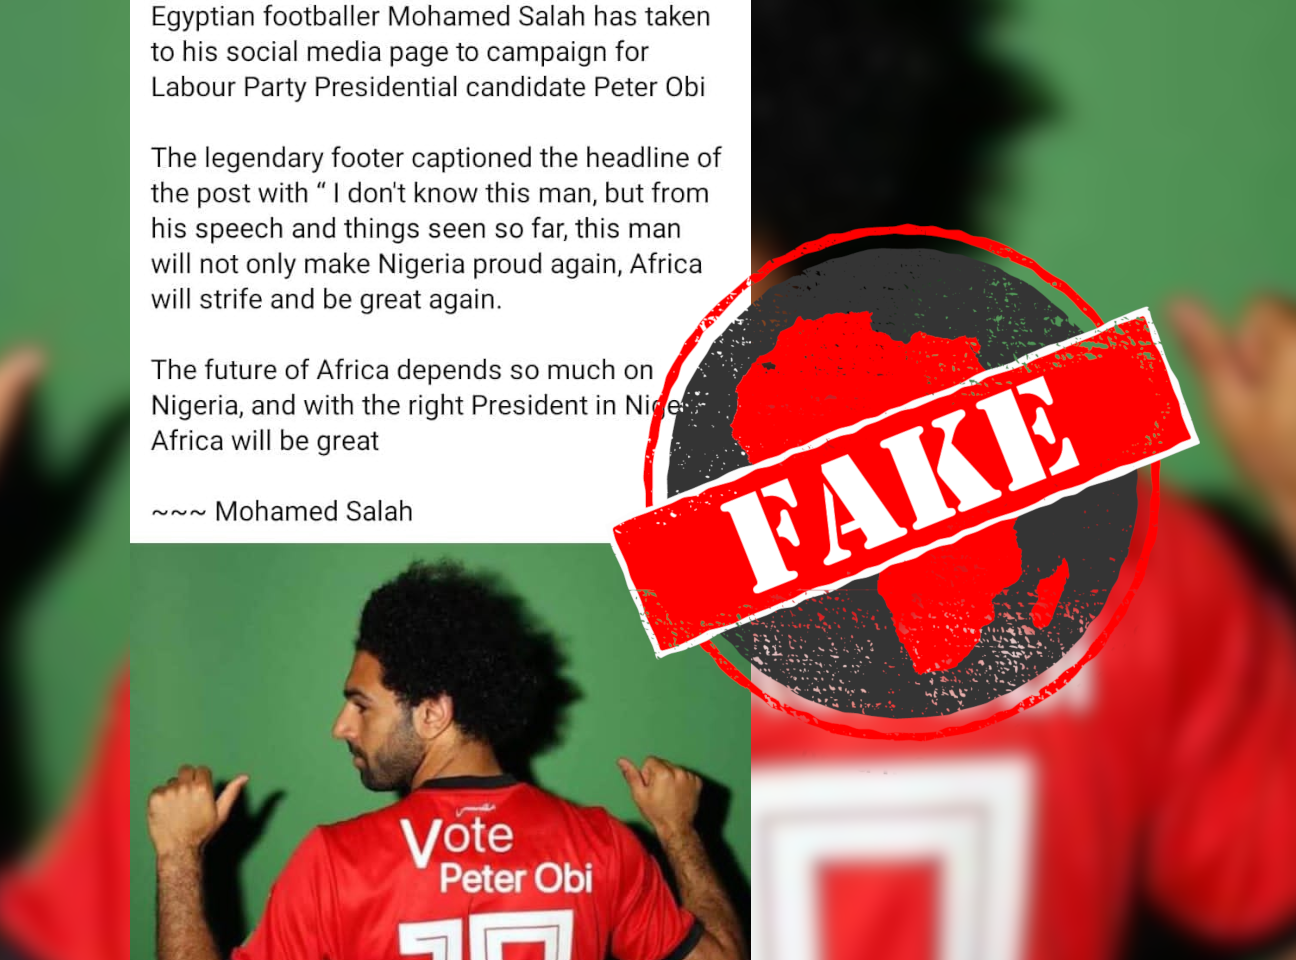 Egyptian footballer Mohamed Salah has taken
to his social media page to campaign for
Labour Party Presidential candidate Peter Obi
The legendary footer captioned the headline of
the post with “ I don't know this man, but from
his speech and things seen so far, this man
will not only make Nigeria proud again, Africa
will strife and be great again.
The future of Africa depends so much on
Nigeria, and with the right President in Nige
Africa will be great
~~~ Mohamed Salah
FAKE
Vote
Peter Obi
10